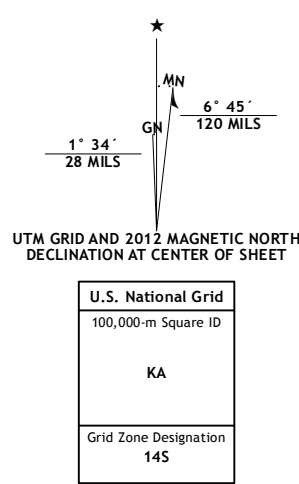 ★
MN
6° 45´
120 MILS
GN
1° 34´
28 MILS
UTM GRID AND 2012 MAGNETIC NORTH
DECLINATION AT CENTER OF SHEET
U.S. National Grid
100,000-m Square ID
KA
Grid Zone Designation
14S